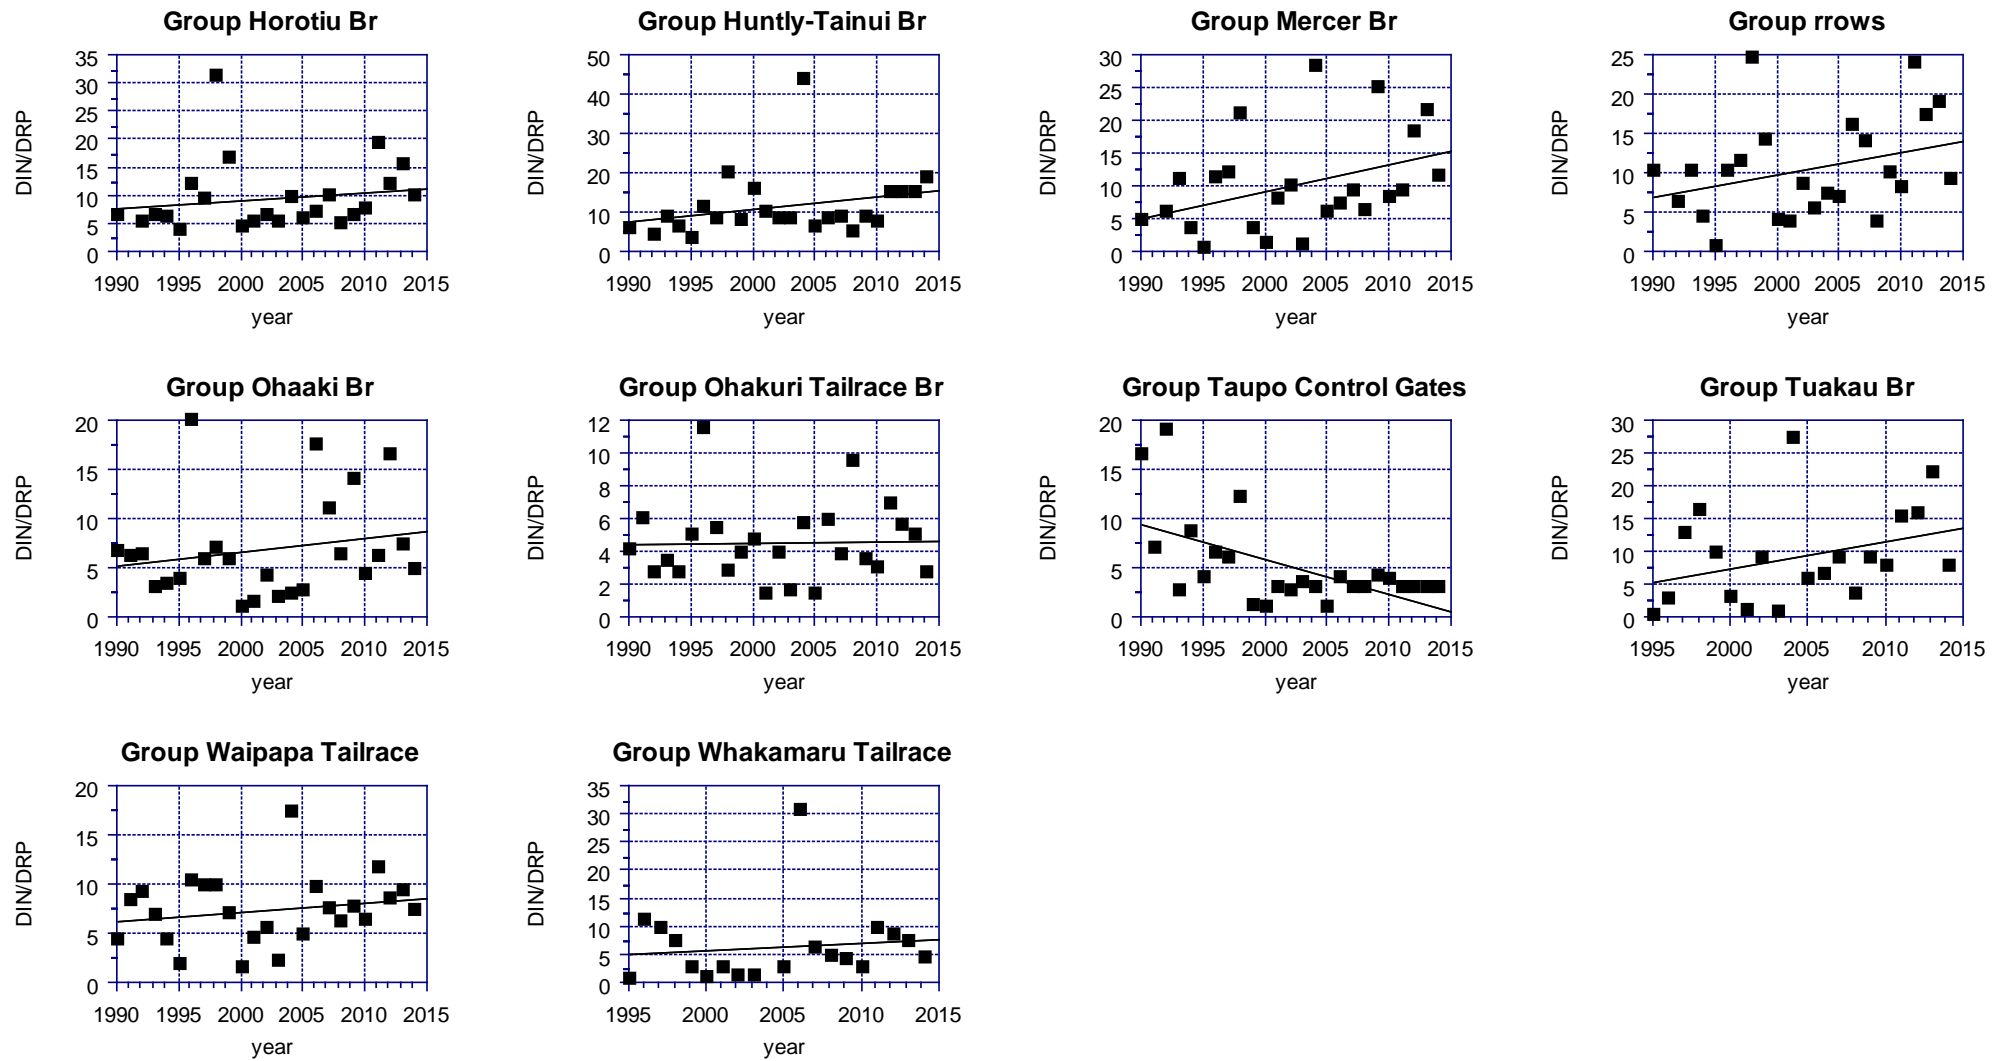 Group Horotiu Br
DIN/DRP
35
30
25
20
15
10
5
0
1990 1995 2000 2005 2010 2015
year
Group Huntly-Tainui Br
DIN/DRP
50
40
50
30
20
10
0
1990 1995 2000 2005 2010 2015
year
Group Mercer Br
DIN/DRP
30
25
20
15
10
5
0
1990 1995 2000 2005 2010 2015
year
Group rrows
DIN/DRP
25
20
15
10
5
0
1990 1995 2000 2005 2010 2015
year
Group Ohaaki Br
DIN/DRP
20
15
10
5
0
1990 1995 2000 2005 2010 2015
year
Group Ohakuri Tailrace Br
DIN/DRP
12
10
8
6
4
2
0
1990 1995 2000 2005 2010 2015
year
Group Taupo Control Gates
DIN/DRP
20
15
10
5
0
1990 1995 2000 2005 2010 2015
year
Group Tuakau Br
DIN/DRP
30
25
20
15
10
5
0
1995 2000 2005 2010 2015
year
Group Waipapa Tailrace
DIN/DRP
20
15
10
5
0
1990 1995 2000 2005 2010 2015
year
Group Whakamaru Tailrace
DIN/DRP
35
30
25
20
15
10
5
0
1995 2000 2005 2010 2015
year